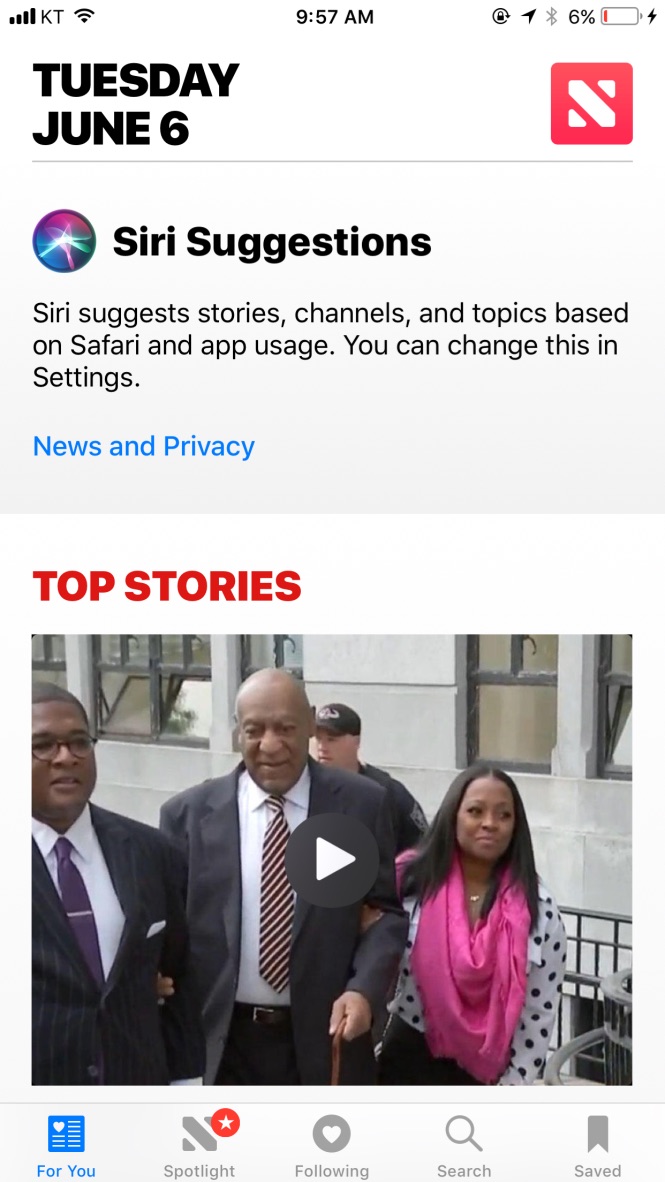 KT 9:57 AM 6%
TUESDAY
JUNE 6
Siri Suggestions
Siri suggests stories, channels, and topics based
on Safari and app usage. You can change this in
Settings.
News and Privacy
TOP STORIES
For You Spotlight Following Search Saved